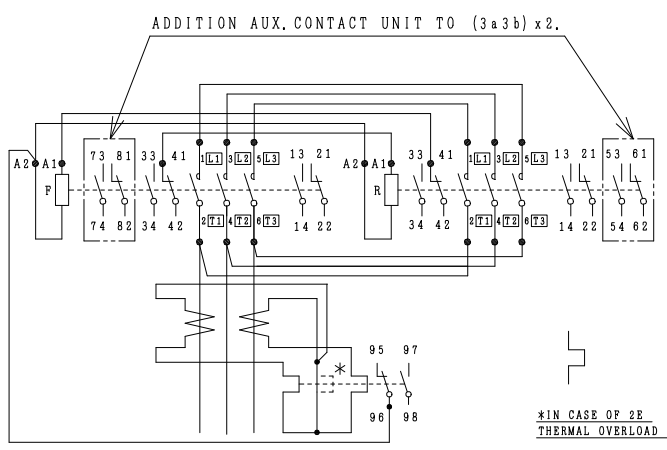 ADDITION AUX. CONTACT UNIT TO (3a3b) x2.
73 81 33 41 1 L1 3 L2 5 L3 13 21 33 41 1 L1 3 L2 5 L3 13 21 53 61
A2 A1 A2 A1
F R
74 82 34 42 2 T1 4 T2 6 T3 14 22 34 42 2 T1 4 T2 6 T3 14 22 54 62
95 97
*
96 98
*IN CASE OF 2E
THERMAL OVERLOAD